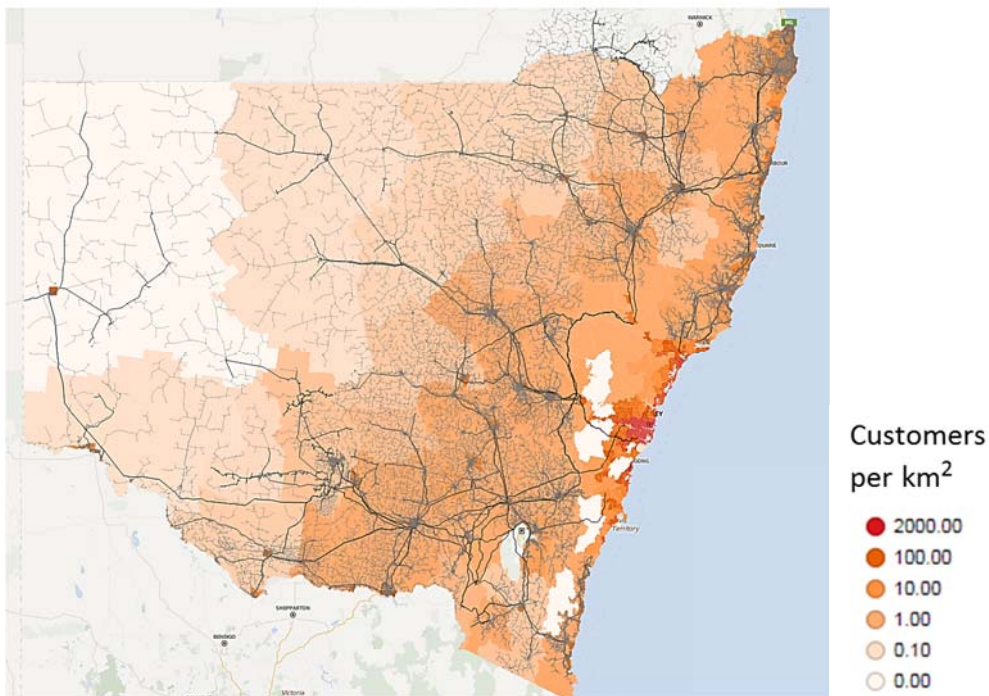 WARWICK
M1
Customers
per km²
2000.00
100.00
10.00
1.00
0.10
0.00
Territory
SHEPPARTON
BENDIGO
Victoria